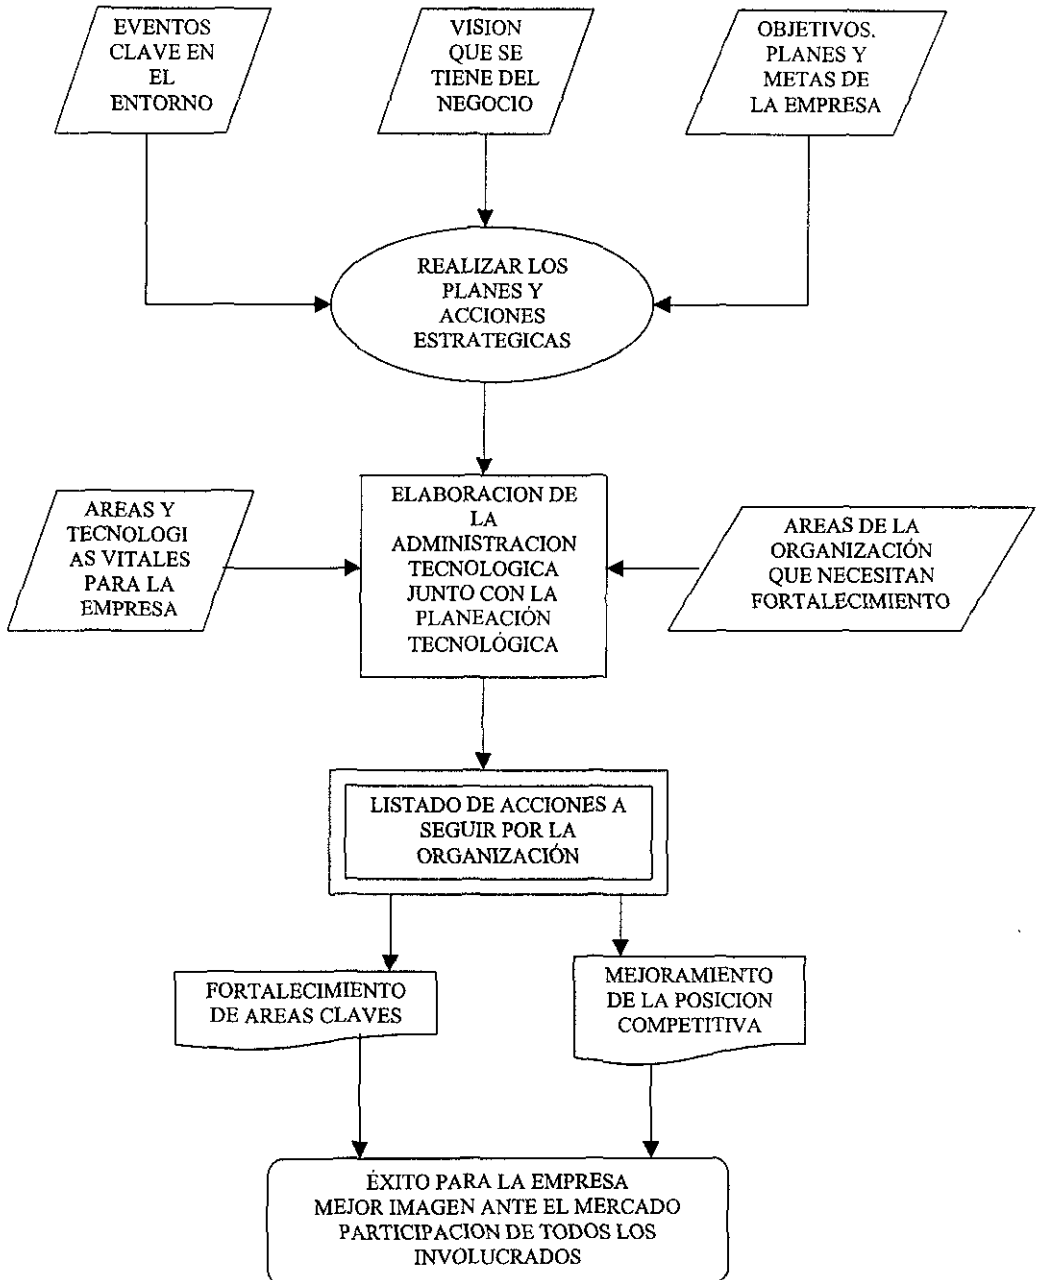 EVENTOS
CLAVE EN
EL
ENTORNO
VISION
QUE SE
TIENE DEL
NEGOCIO
OBJETIVOS,
PLANES Y
METAS DE
LA EMPRESA
REALIZAR LOS
PLANES Y
ACCIONES
ESTRATEGICAS
AREAS Y
TECNOLOGI
AS VITALES
PARA LA
EMPRESA
ELABORACION DE
LA
ADMINISTRACION
TECNOLOGICA
JUNTO CON LA
PLANEACIÓN
TECNOLÓGICA
AREAS DE LA
ORGANIZACIÓN
QUE NECESITAN
FORTALECIMIENTO
LISTADO DE ACCIONES A
SEGUIR POR LA
ORGANIZACIÓN
FORTALECIMIENTO
DE AREAS CLAVES
MEJORAMIENTO
DE LA POSICION
COMPETITIVA
ÉXITO PARA LA EMPRESA
MEJOR IMAGEN ANTE EL MERCADO
PARTICIPACION DE TODOS LOS
INVOLUCRADOS